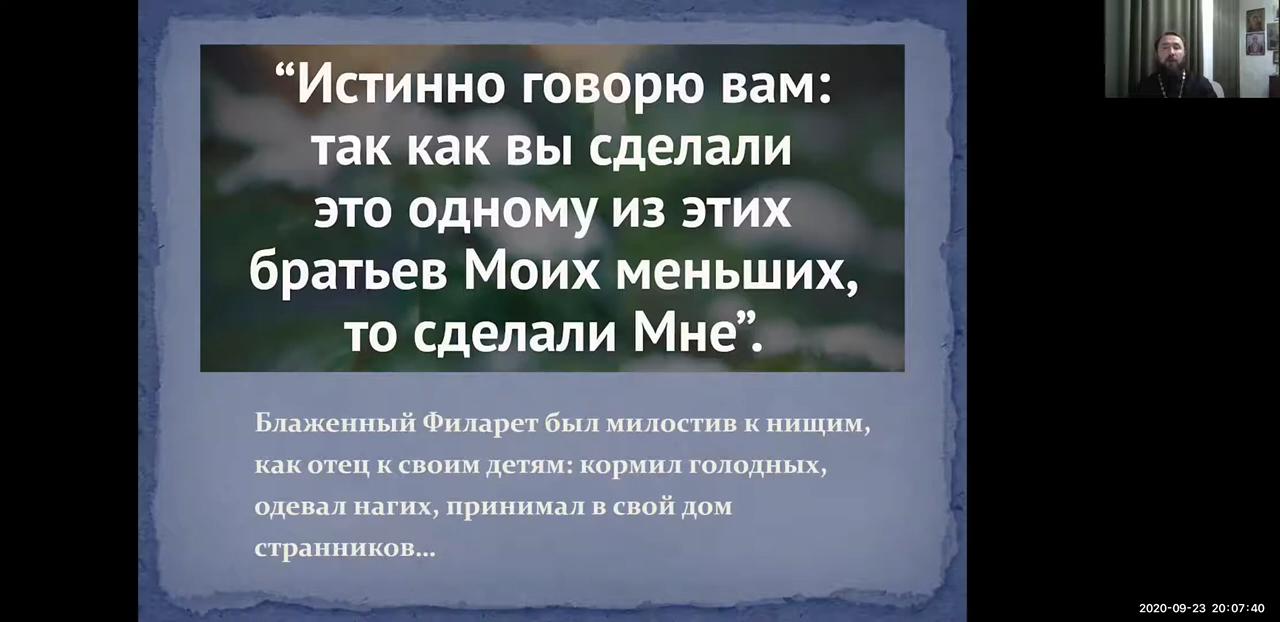 “Истинно говорю вам:
так как вы сделали
это одному из этих
братьев Моих меньших,
то сделали Мне”.
Блаженный Филарет был милостив к нищим,
как отец к своим детям: кормил голодных,
одевал нагих, принимал в свой дом
странников...
2020-09-23 20:07:40